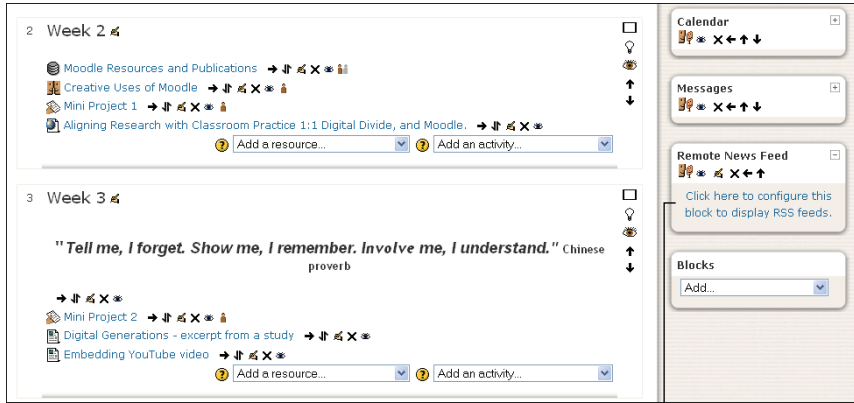 2 Week 2
Moodle Resources and Publications
Creative Uses of Moodle
Mini Project 1
Aligning Research with Classroom Practice 1:1 Digital Divide, and Moodle.
? Add a resource... ? Add an activity...
3 Week 3
"Tell me, I forget. Show me, I remember. Involve me, I understand." Chinese
proverb
Mini Project 2
Digital Generations - excerpt from a study
Embedding YouTube video
? Add a resource... ? Add an activity...
Calendar
Messages
Remote News Feed
Click here to configure this
block to display RSS feeds.
Blocks
Add...